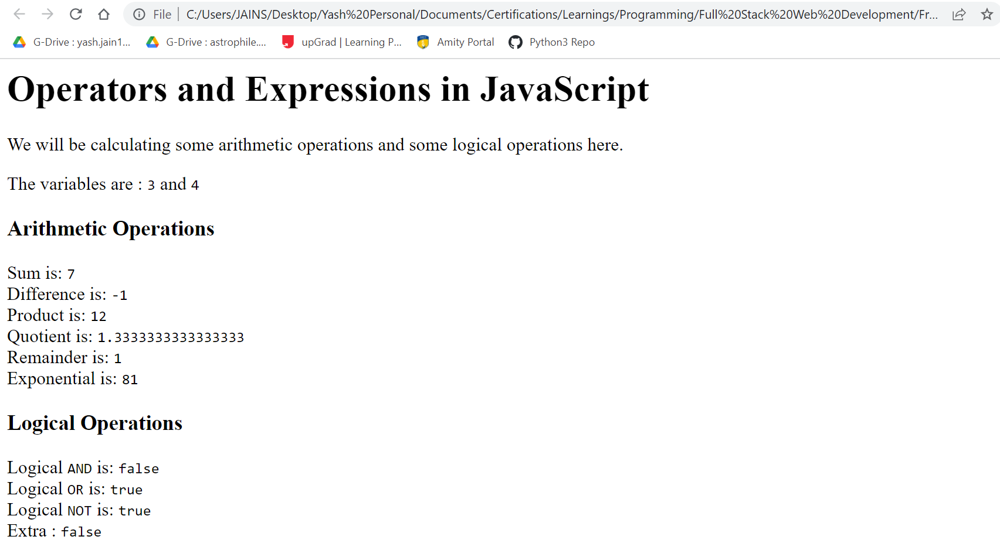 File C:/Users/JAINS/Desktop/Yash%20Personal/Documents/Certifications/Learnings/Programming/Full%20Stack%20Web%20Development/Fr...
G-Drive : yash.jain1... G-Drive : astrophile.... upGrad | Learning P... Amity Portal Python3 Repo
Operators and Expressions in JavaScript
We will be calculating some arithmetic operations and some logical operations here.
The variables are : 3 and 4
Arithmetic Operations
Sum is: 7
Difference is: -1
Product is: 12
Quotient is: 1.3333333333333333
Remainder is: 1
Exponential is: 81
Logical Operations
Logical AND is: false
Logical OR is: true
Logical NOT is: true
Extra : false